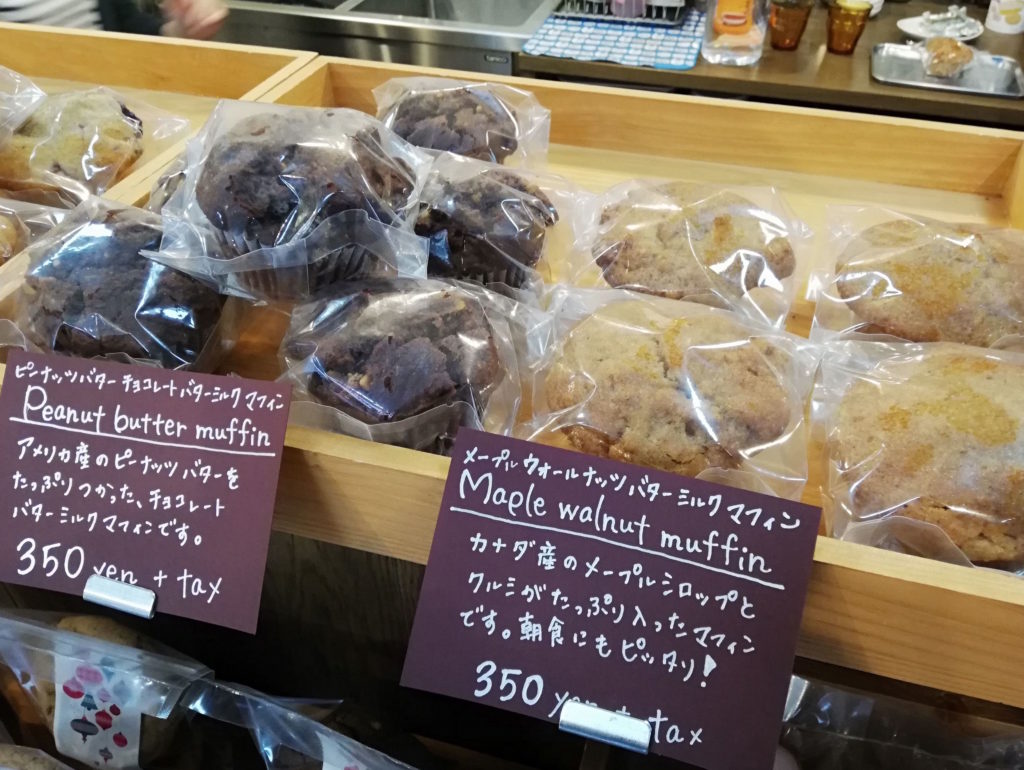 ピーナッツバターチョコレートバターミルクマフィン
Peanut butter muffin
アメリカ産のピーナッツバターを
たっぷりつかった、チョコレート
バターミルクマフィンです。
350 yen + tax
メープルウォールナッツバターミルクマフィン
Maple walnut muffin
カナダ産のメープルシロップと
クルミがたっぷり入ったマフィン
です。朝食にもピッタリ!
350 yen + tax